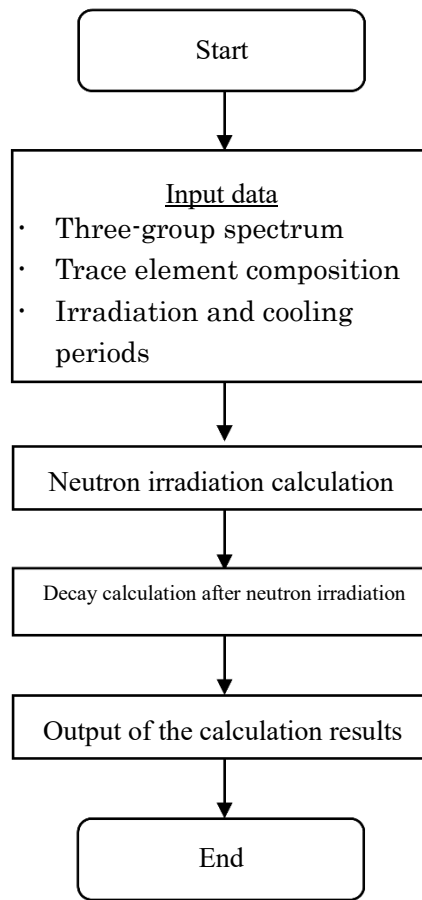 Start
Input data
· Three-group spectrum
· Trace element composition
· Irradiation and cooling
periods
Neutron irradiation calculation
Decay calculation after neutron irradiation
Output of the calculation results
End